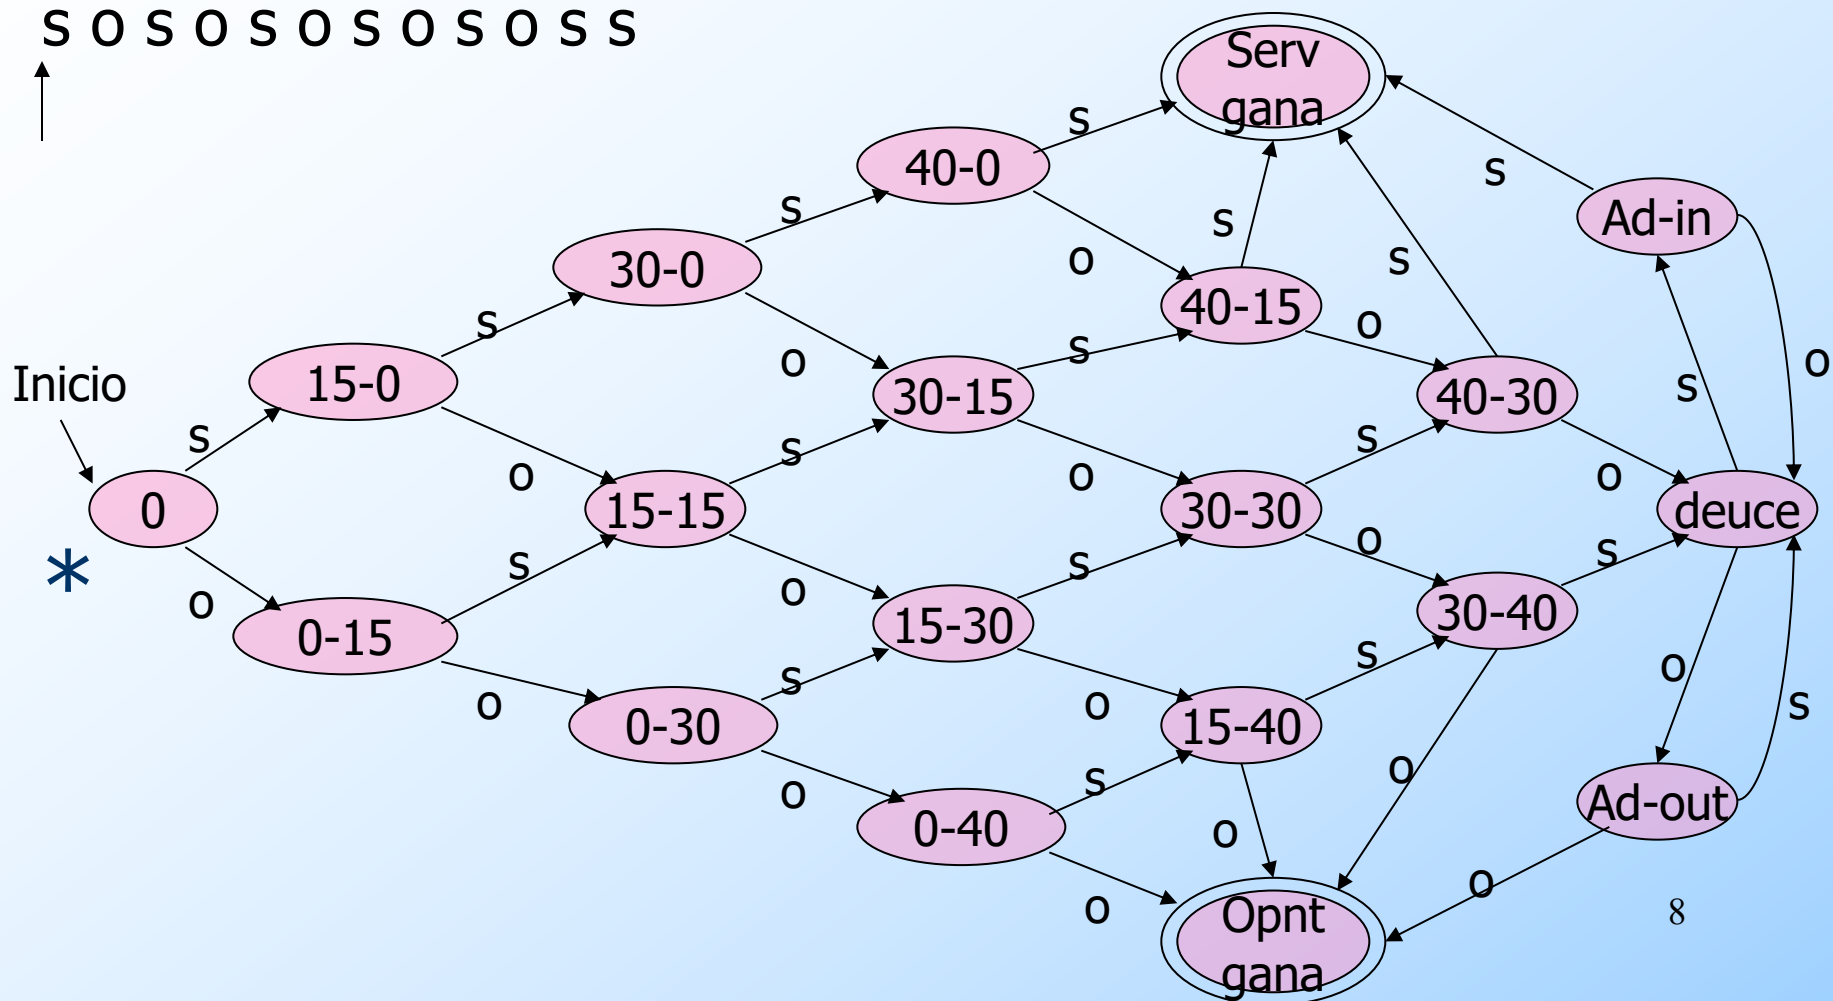 s o s o s o s o s o s s
Serv
gana
s
40-0
s
s
Ad-in
s
30-0
s
o
s
40-15
o
s
o
s
15-0
o
30-15
s
40-30
s
o
Inicio
s
o
s
o
s
o
0
15-15
30-30
deuce
*
s
o
s
o
s
o
0-15
o
15-30
30-40
s
s
o
s
o
0-30
o
15-40
s
o
o
0-40
s
o
Ad-out
o
o
Opnt
gana
8